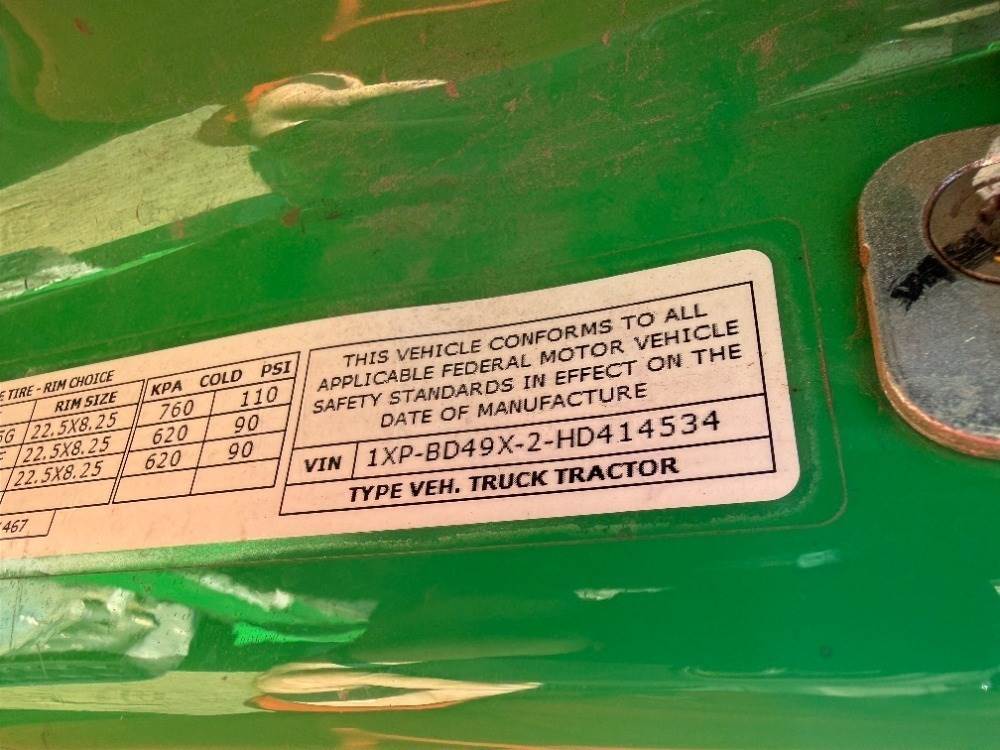 E TIRE - RIM CHOICE
RIM SIZE
KPA COLD PSI
22.5X8.25 760 110
22.5X8.25 620 90
22.5X8.25 620 90
467
THIS VEHICLE CONFORMS TO ALL
APPLICABLE FEDERAL MOTOR VEHICLE
SAFETY STANDARDS IN EFFECT ON THE
DATE OF MANUFACTURE
VIN 1XP-BD49X-2-HD414534
TYPE VEH. TRUCK TRACTOR